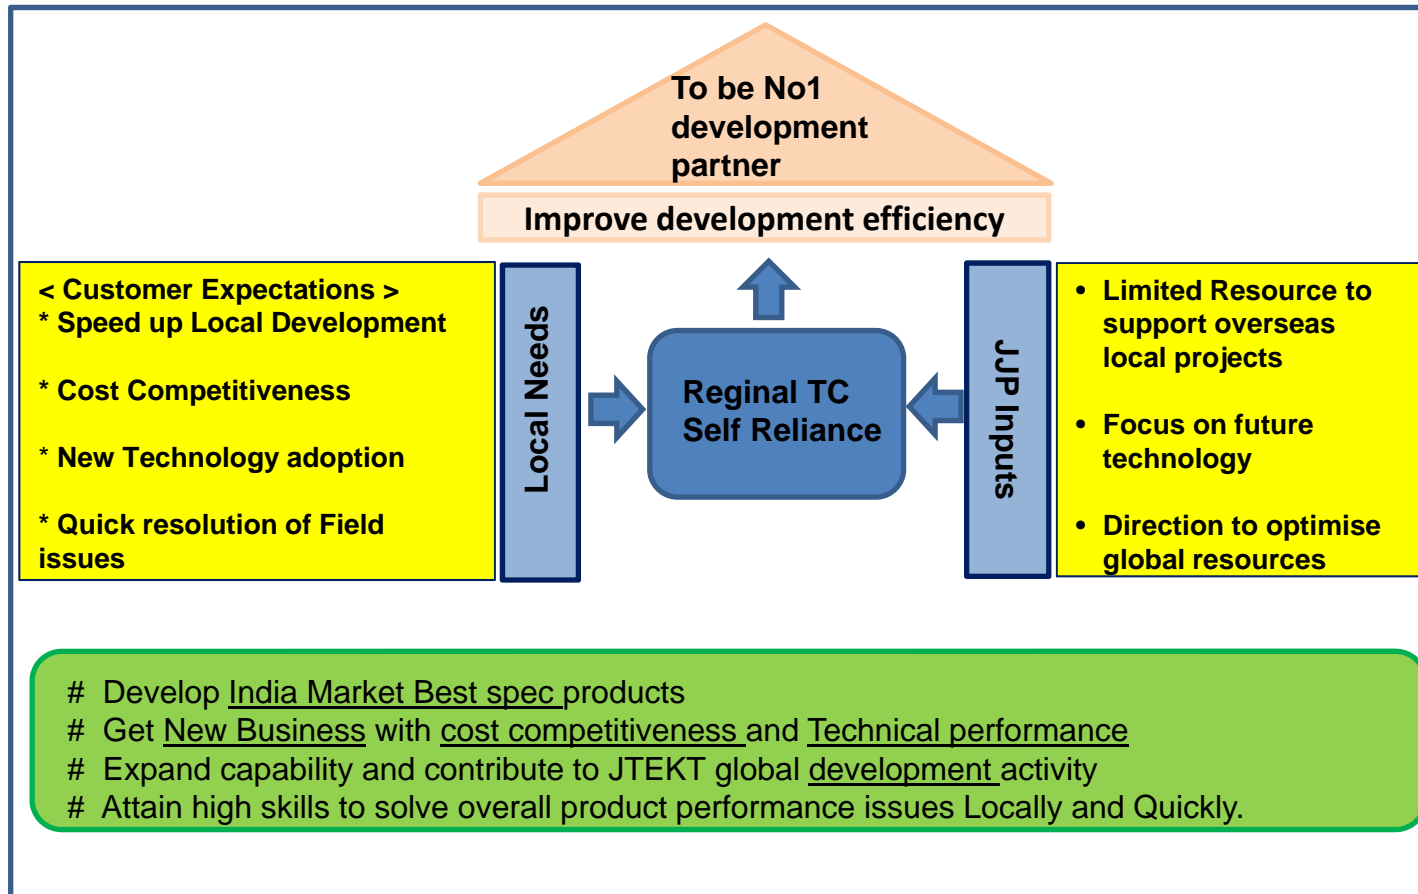 To be No1
development
partner
Improve development efficiency
< Customer Expectations >
* Speed up Local Development
* Cost Competitiveness
* New Technology adoption
* Quick resolution of Field
issues
Local Needs
Reginal TC
Self Reliance
JJP Inputs
• Limited Resource to
support overseas
local projects
• Focus on future
technology
• Direction to optimise
global resources
# Develop India Market Best spec products
# Get New Business with cost competitiveness and Technical performance
# Expand capability and contribute to JTEKT global development activity
# Attain high skills to solve overall product performance issues Locally and Quickly.